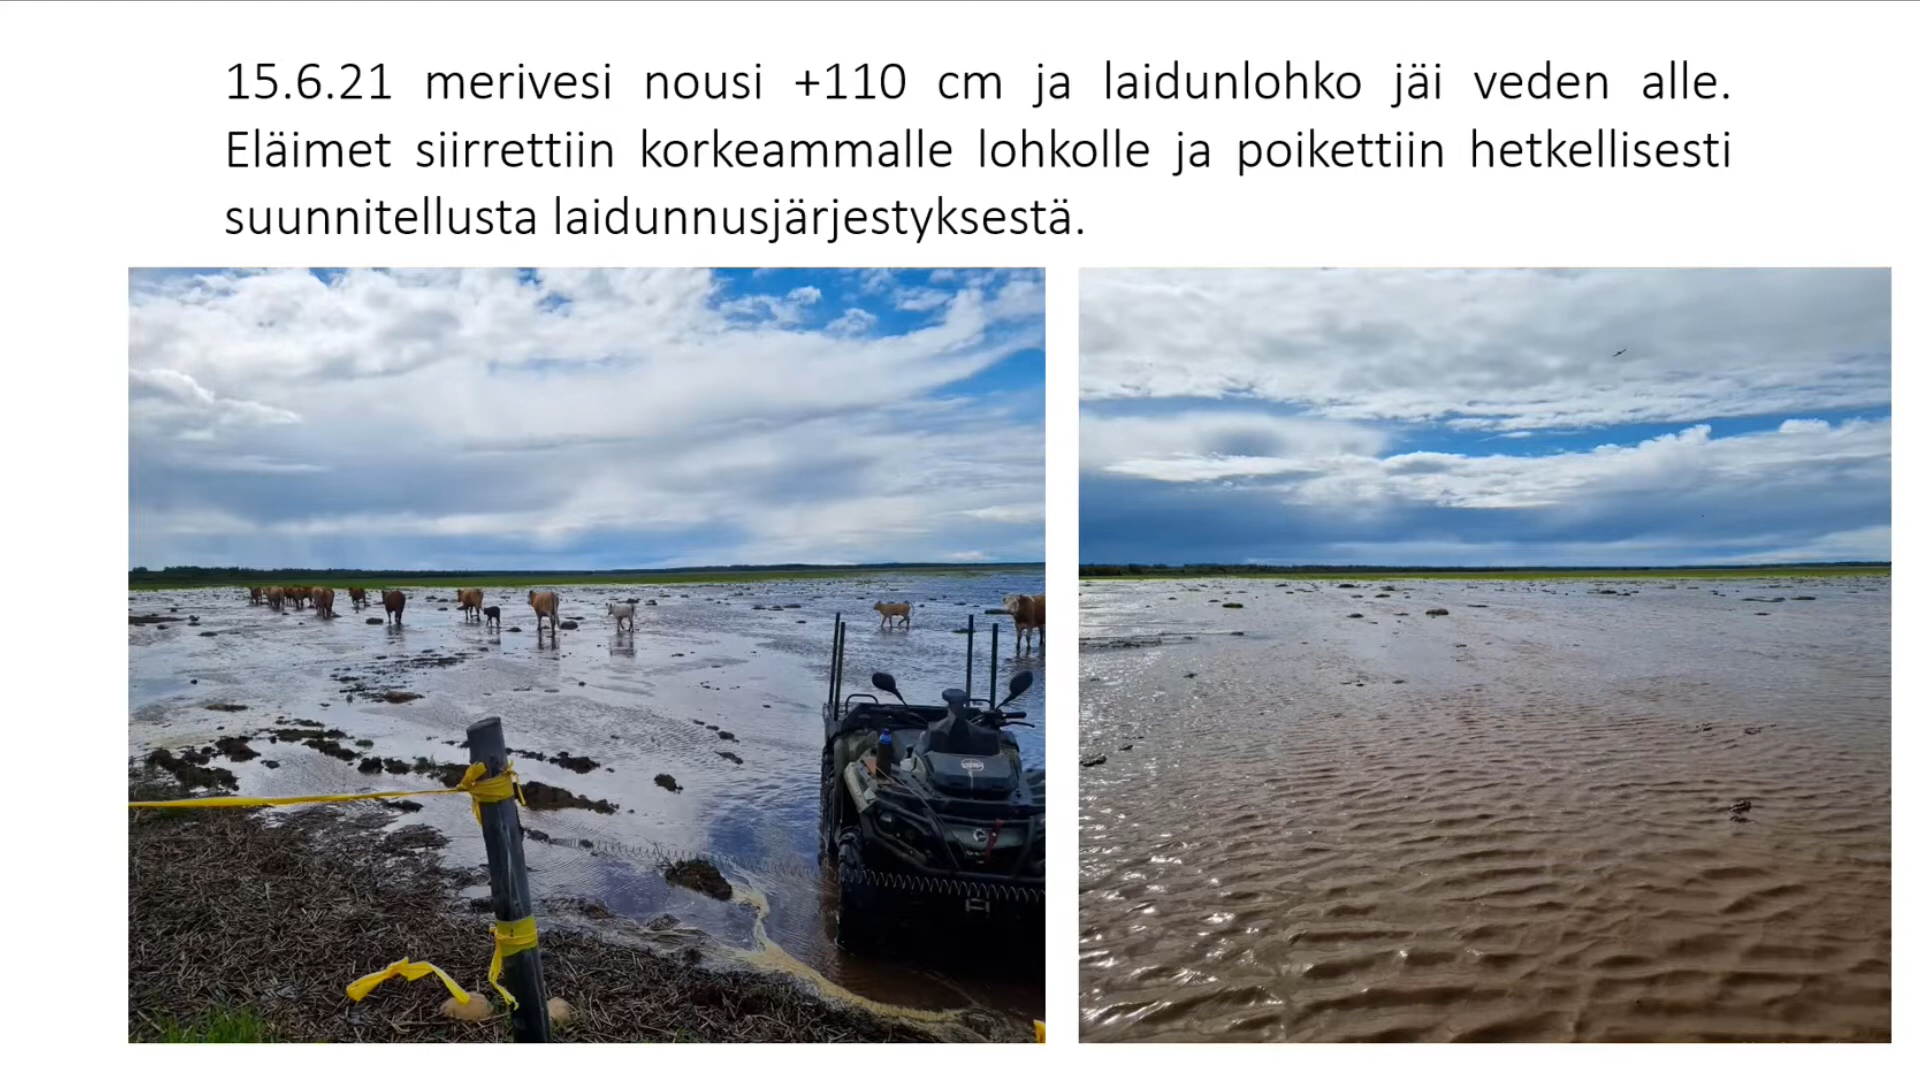 15.6.21 merivesi nousi +110 cm ja laidunlohko jäi veden alle.
Eläimet siirrettiin korkeammalle lohkolle ja poikettiin hetkellisesti
suunnitellusta laidunnusjärjestyksestä.